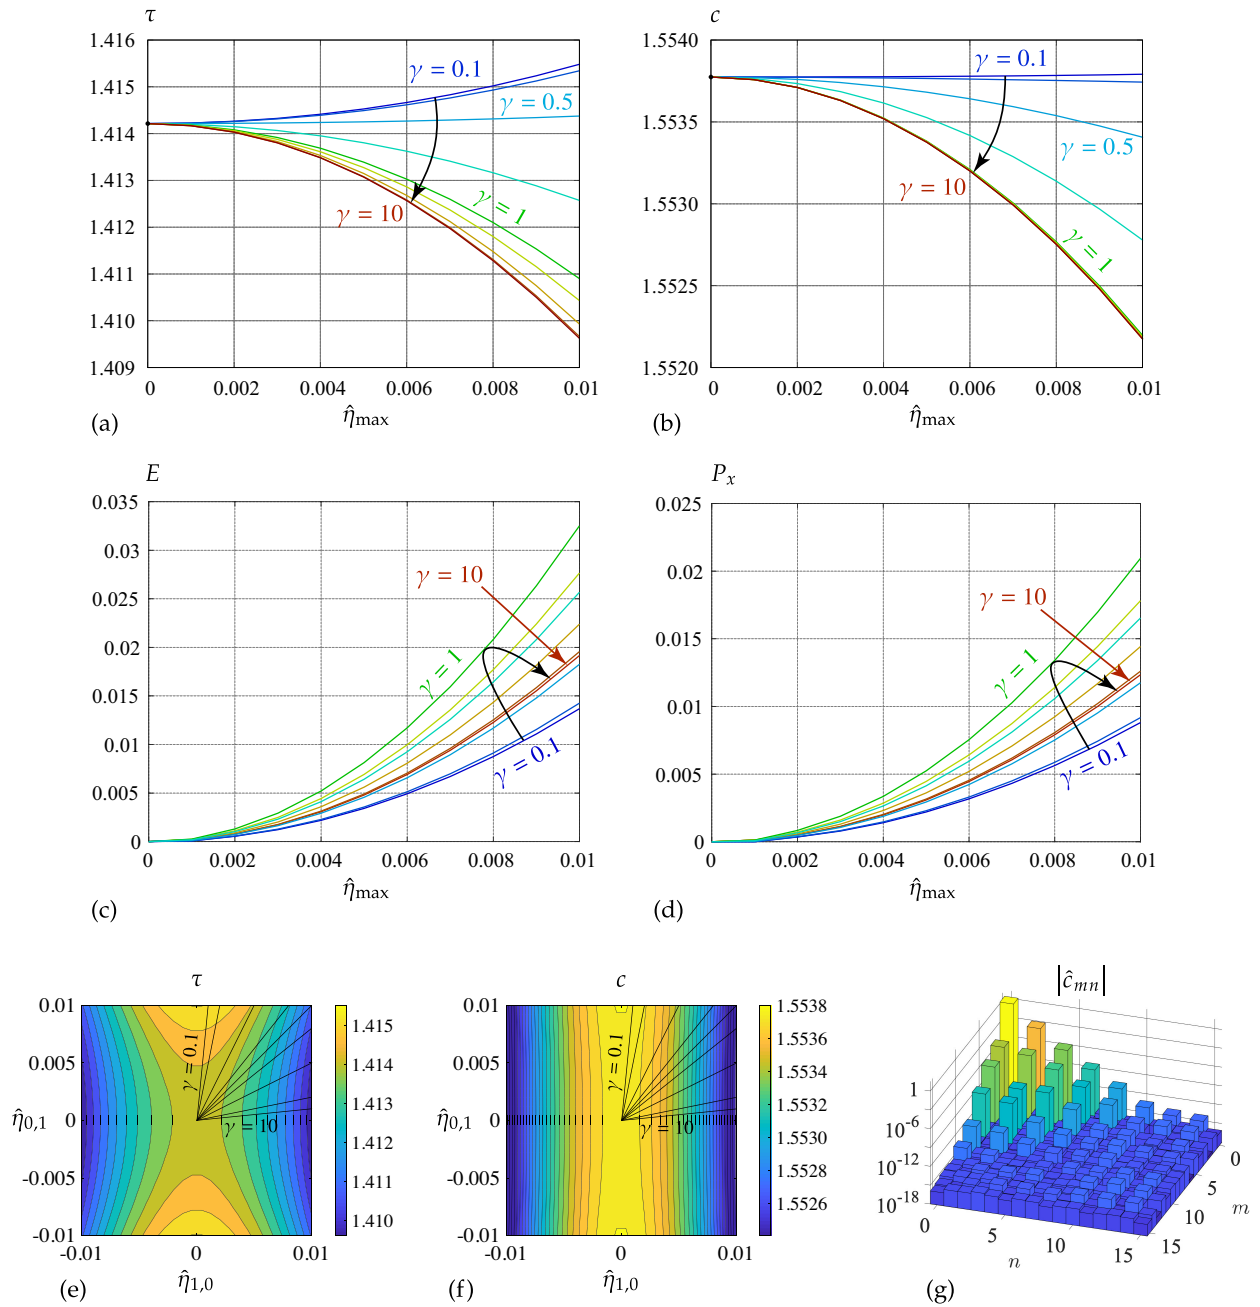 τ
1.416
1.415
1.414
1.413
1.412
1.411
1.410
1.409
0
0.002
0.004
0.006
0.008
0.01
γ = 0.1
γ = 0.5
γ = 1
γ = 10
η̂max
(a)
c
1.5540
1.5535
1.5530
1.5525
1.5520
0
0.002
0.004
0.006
0.008
0.01
γ = 0.1
γ = 0.5
γ = 10
γ = 1
η̂max
(b)
E
0.035
0.03
0.025
0.02
0.015
0.01
0.005
0
0
0.002
0.004
0.006
0.008
0.01
γ = 10
γ = 1
γ = 0.1
η̂max
(c)
Px
0.025
0.02
0.015
0.01
0.005
0
0
0.002
0.004
0.006
0.008
0.01
γ = 10
γ = 1
γ = 0.1
η̂max
(d)
τ
0.01
0.005
η̂0,1 0
-0.005
-0.01
-0.01 0 0.01
γ = 0.1
γ = 10
1.415
1.414
1.413
1.412
1.411
1.410
η̂1,0
(e)
c
0.01
0.005
η̂0,1 0
-0.005
-0.01
-0.01 0 0.01
γ = 0.1
γ = 10
1.5538
1.5536
1.5534
1.5532
1.5530
1.5528
1.5526
η̂1,0
(f)
|ĉmn|
1
10-6
10-12
10-18
0
5
10
15
n
0
5
10
15
m
(g)